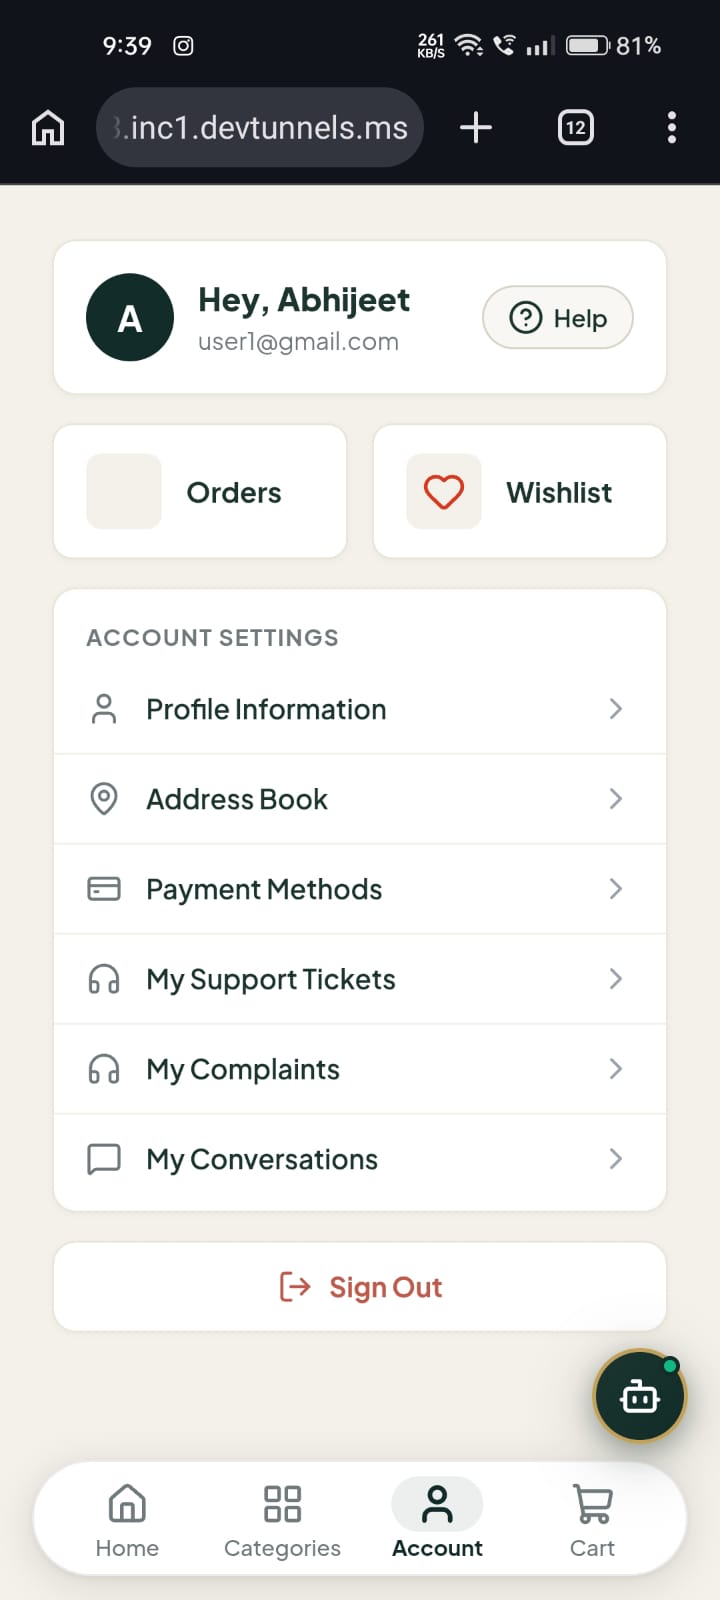 9:39
261
KB/S
81%
.inc1.devtunnels.ms
12
A
Hey, Abhijeet
user1@gmail.com
Help
Orders
Wishlist
ACCOUNT SETTINGS
Profile Information
Address Book
Payment Methods
My Support Tickets
My Complaints
My Conversations
Sign Out
Home
Categories
Account
Cart